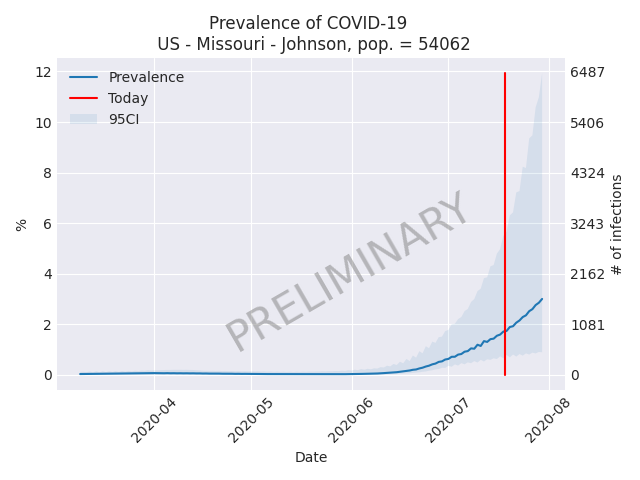 Prevalence of COVID-19
US - Missouri - Johnson, pop. = 54062
Prevalence
Today
95CI
12
10
8
6
4
2
0
%
6487
5406
4324
3243
2162
1081
0
# of infections
PRELIMINARY
2020-04
2020-05
2020-06
2020-07
2020-08
Date